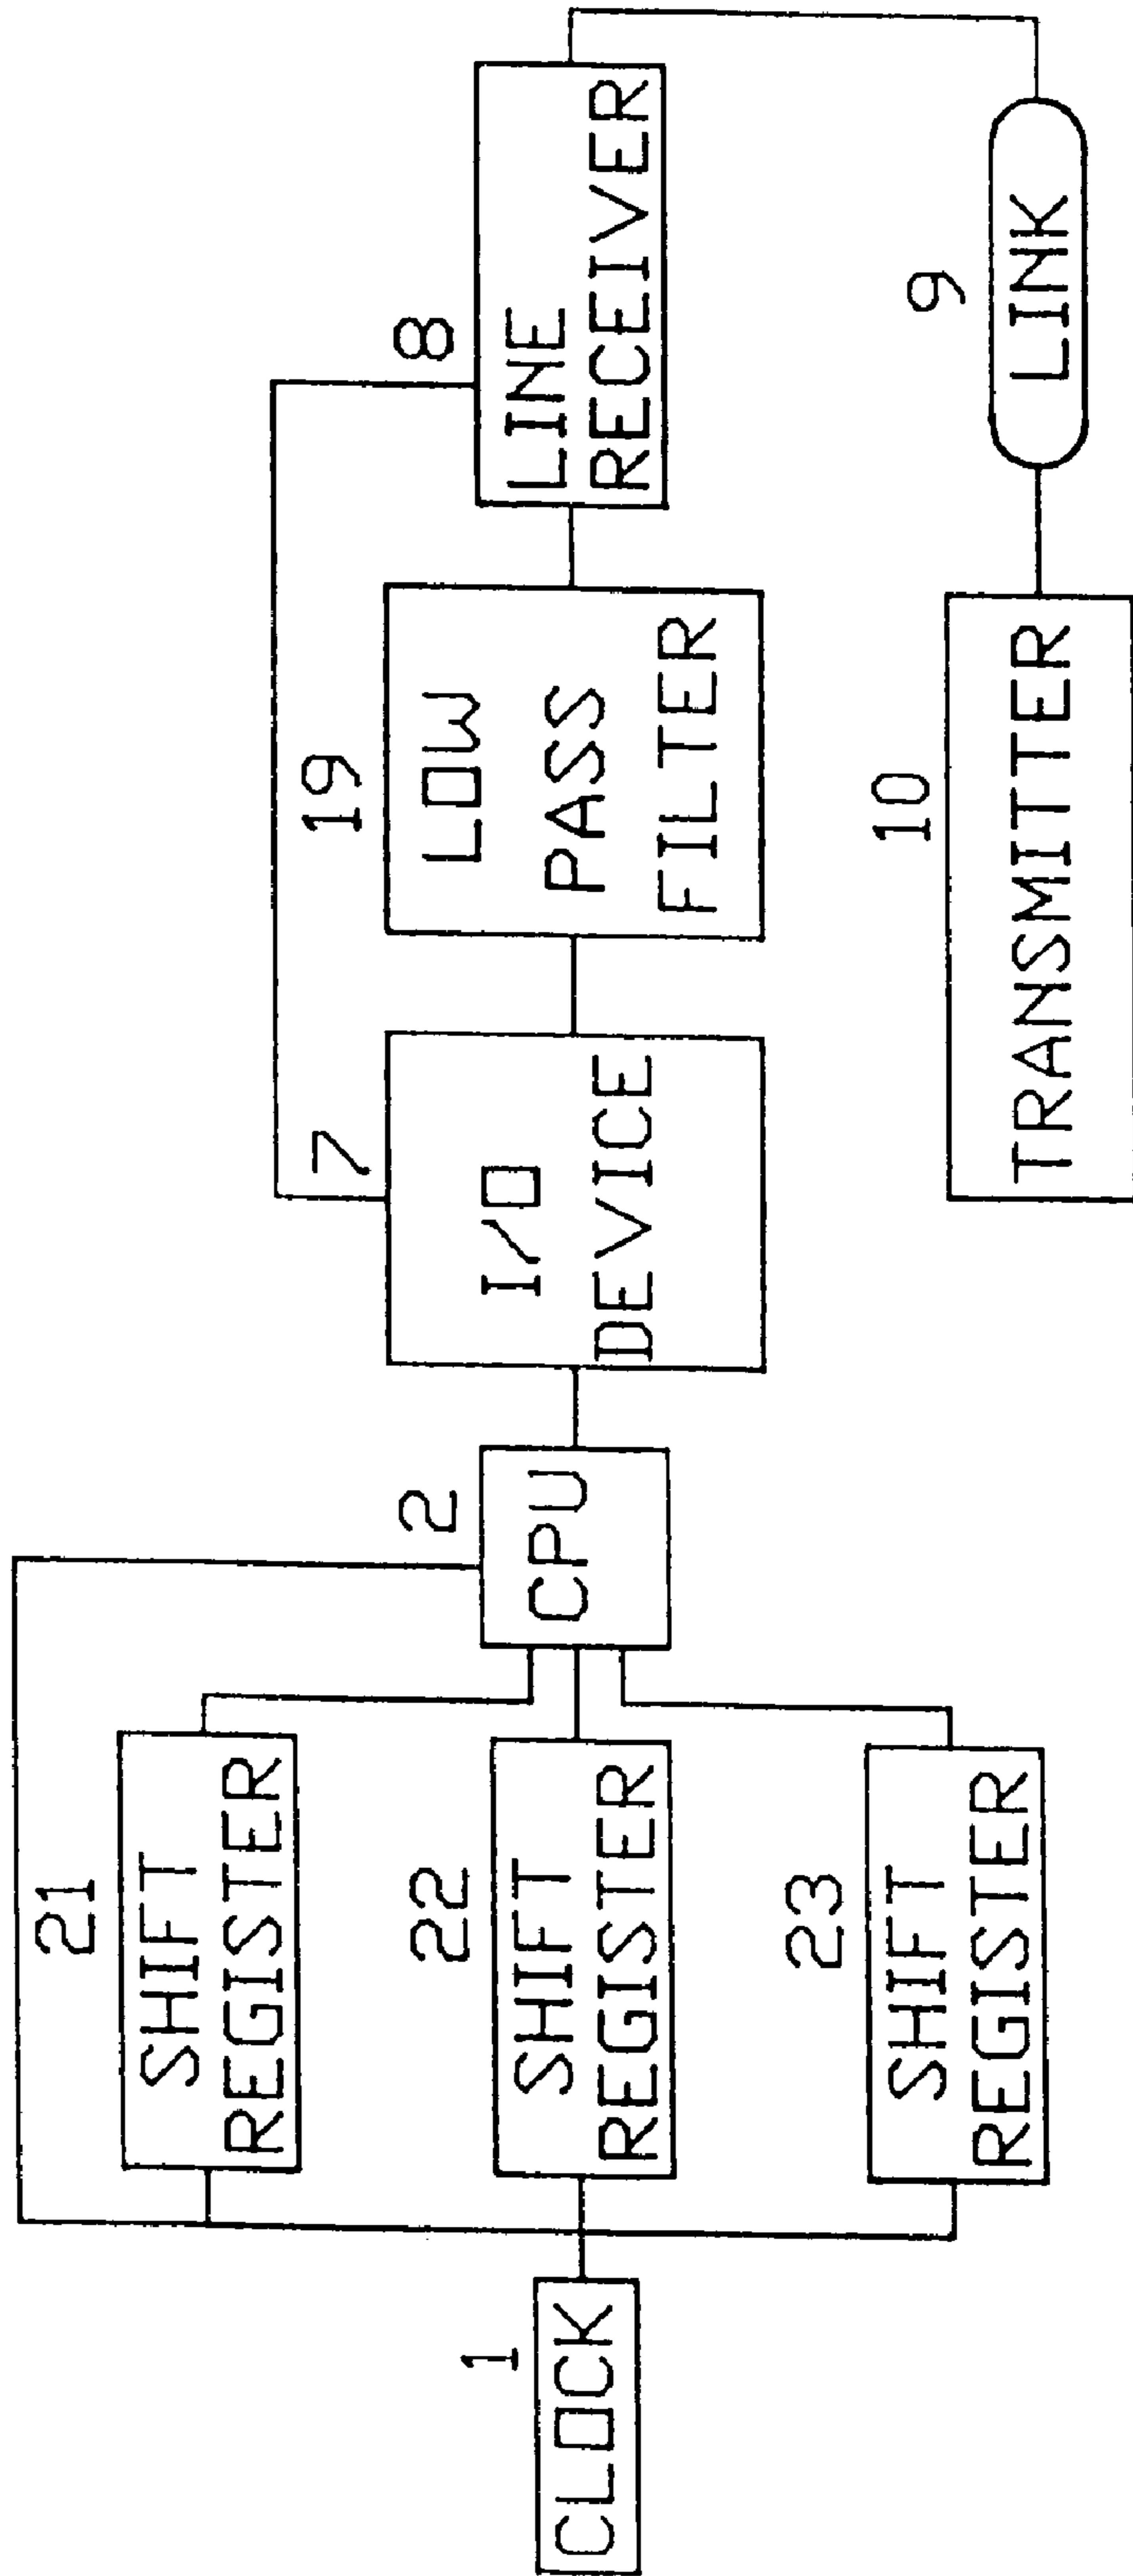 21
SHIFT
REGISTER
1
CLOCK
22
SHIFT
REGISTER
23
SHIFT
REGISTER
2
CPU
7
I/O
DEVICE
19
LOW
PASS
FILTER
8
LINE
RECEIVER
9
LINK
10
TRANSMITTER